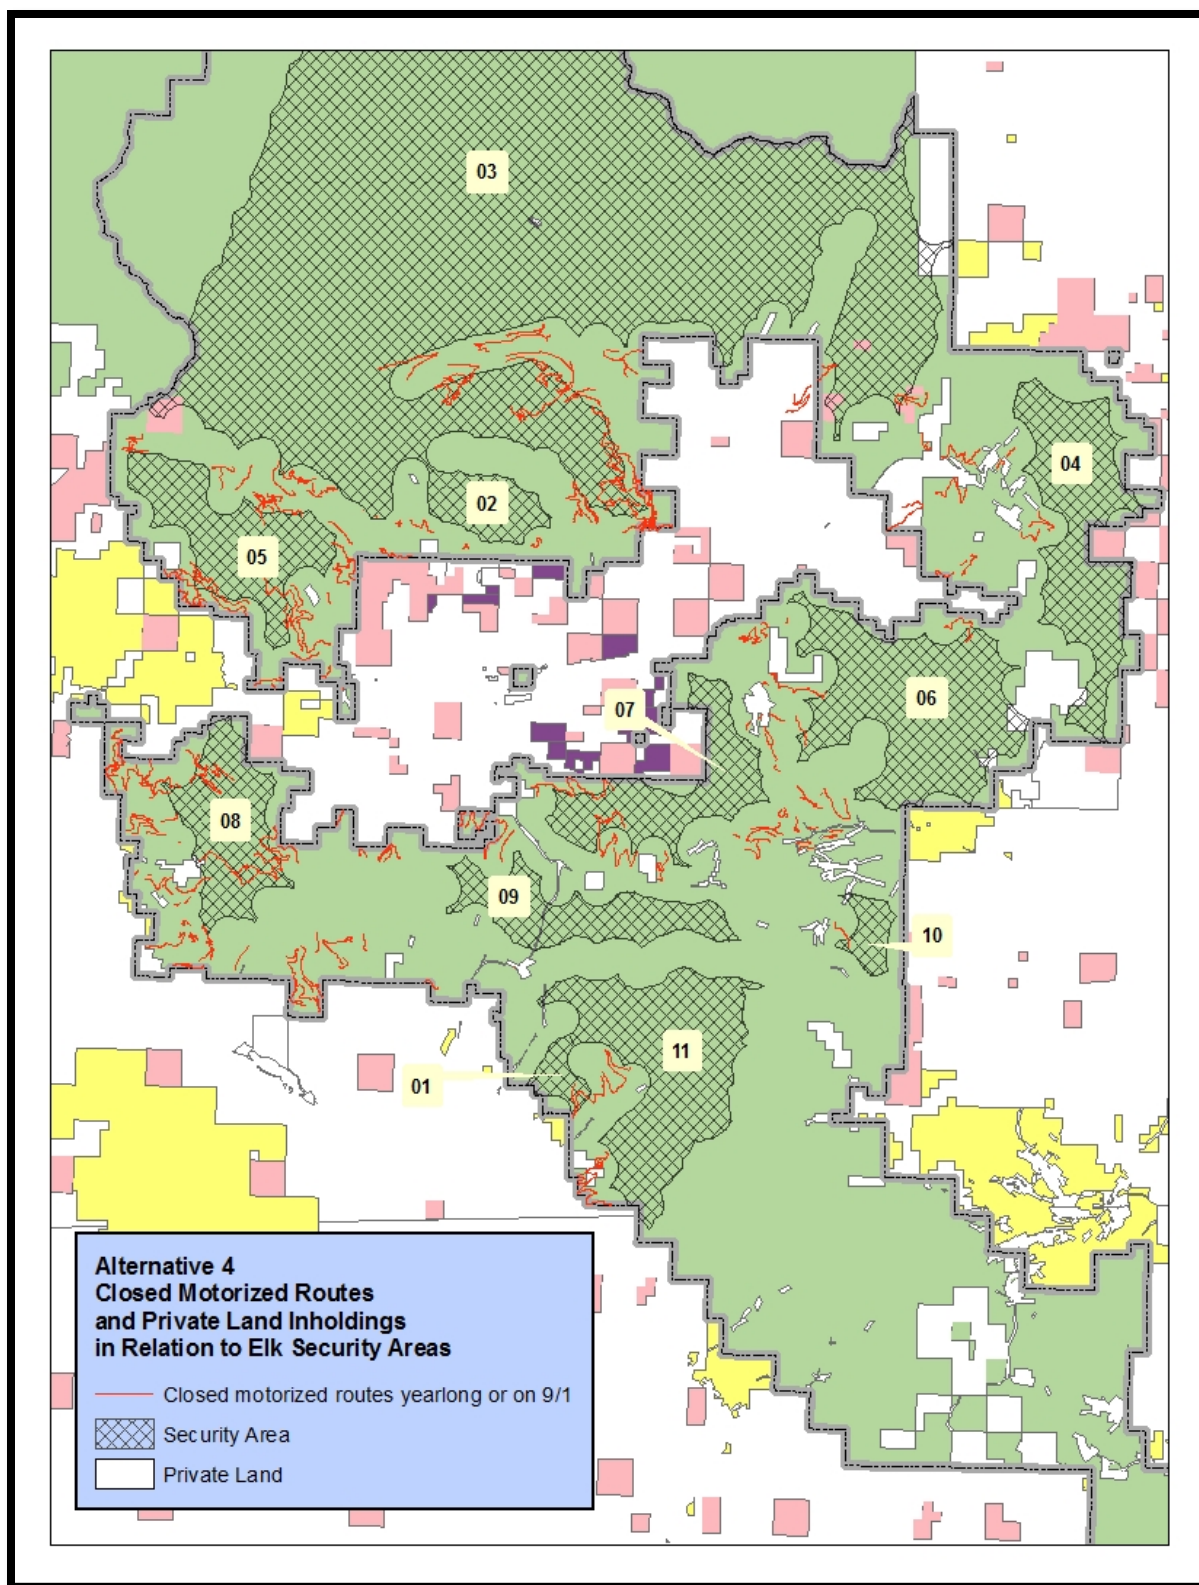 03
04
02
05
06
07
08
09
10
11
01
Alternative 4
Closed Motorized Routes
and Private Land Inholdings
in Relation to Elk Security Areas
Closed motorized routes yearlong or on 9/1
Security Area
Private Land